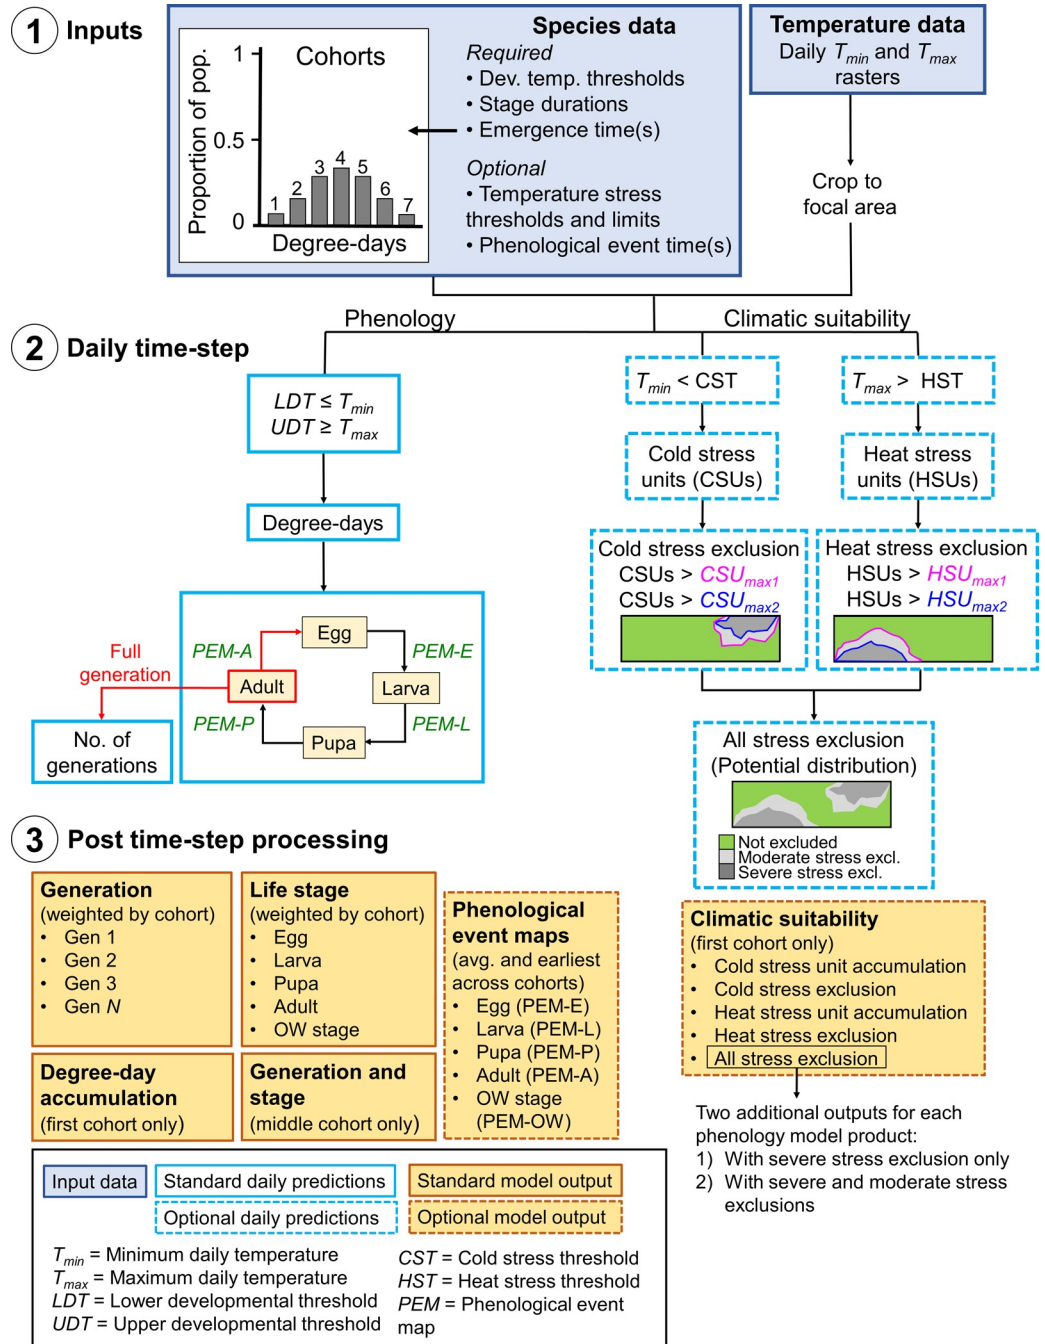 1 Inputs
Species data
Required
• Dev. temp. thresholds
• Stage durations
• Emergence time(s)
Optional
• Temperature stress
thresholds and limits
• Phenological event time(s)
Cohorts
Proportion of pop.
1
0.5
0
1 2 3 4 5 6 7
Degree-days
Temperature data
Daily Tmin and Tmax
rasters
Crop to
focal area
Phenology
Climatic suitability
2 Daily time-step
LDT ≤ Tmin
UDT ≥ Tmax
Degree-days
Egg
Larva
Pupa
Adult
PEM-A
PEM-E
PEM-P
PEM-L
Full
generation
No. of
generations
Tmin < CST
Cold stress
units (CSUs)
Cold stress exclusion
CSUs > CSUmax1
CSUs > CSUmax2
Tmax > HST
Heat stress
units (HSUs)
Heat stress exclusion
HSUs > HSUmax1
HSUs > HSUmax2
All stress exclusion
(Potential distribution)
Not excluded
Moderate stress excl.
Severe stress excl.
3 Post time-step processing
Generation
(weighted by cohort)
• Gen 1
• Gen 2
• Gen 3
• Gen N
Life stage
(weighted by cohort)
• Egg
• Larva
• Pupa
• Adult
• OW stage
Phenological
event maps
(avg. and earliest
across cohorts)
• Egg (PEM-E)
• Larva (PEM-L)
• Pupa (PEM-P)
• Adult (PEM-A)
• OW stage
(PEM-OW)
Degree-day
accumulation
(first cohort only)
Generation and
stage
(middle cohort only)
Climatic suitability
(first cohort only)
• Cold stress unit accumulation
• Cold stress exclusion
• Heat stress unit accumulation
• Heat stress exclusion
• All stress exclusion
Two additional outputs for each
phenology model product:
1) With severe stress exclusion only
2) With severe and moderate stress
exclusions
Input data
Standard daily predictions
Optional daily predictions
Standard model output
Optional model output
Tmin = Minimum daily temperature
Tmax = Maximum daily temperature
LDT = Lower developmental threshold
UDT = Upper developmental threshold
CST = Cold stress threshold
HST = Heat stress threshold
PEM = Phenological event
map